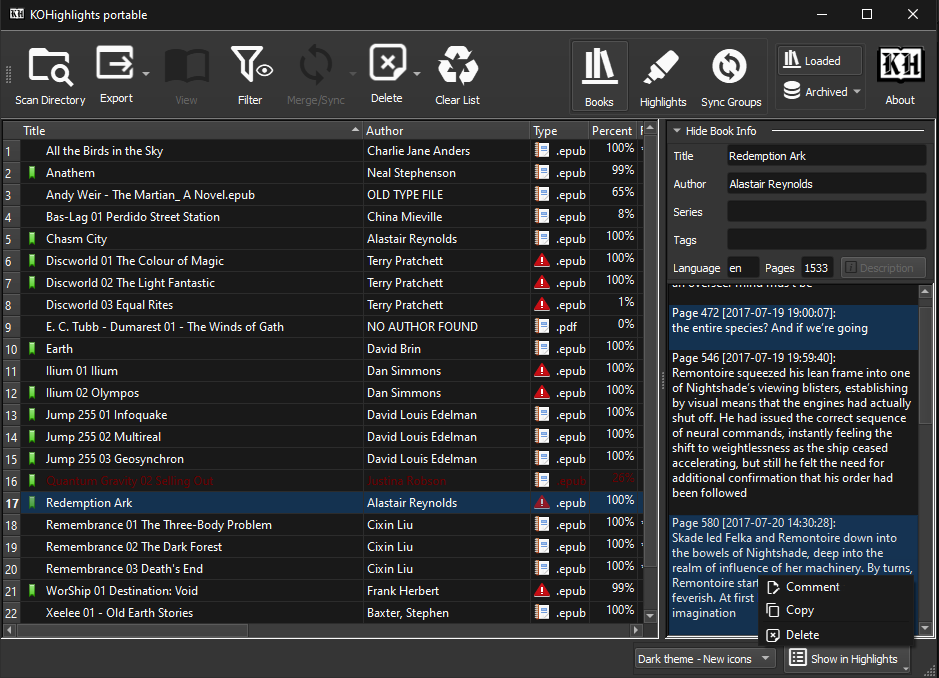 KH KOHighlights portable
Scan Directory
Export
View
Filter
Merge/Sync
Delete
Clear List
Books
Highlights
Sync Groups
Loaded
Archived
KH
About
Title Author Type Percent
1 All the Birds in the Sky Charlie Jane Anders .epub 100%
2 Anathem Neal Stephenson .epub 99%
3 Andy Weir - The Martian_ A Novel.epub OLD TYPE FILE .epub 65%
4 Bas-Lag 01 Perdido Street Station China Mieville .epub 8%
5 Chasm City Alastair Reynolds .epub 100%
6 Discworld 01 The Colour of Magic Terry Pratchett .epub 100%
7 Discworld 02 The Light Fantastic Terry Pratchett .epub 100%
8 Discworld 03 Equal Rites Terry Pratchett .epub 1%
9 E. C. Tubb - Dumarest 01 - The Winds of Gath NO AUTHOR FOUND .pdf 0%
10 Earth David Brin .epub 100%
11 Ilium 01 Ilium Dan Simmons .epub 100%
12 Ilium 02 Olympos Dan Simmons .epub 100%
13 Jump 255 01 Infoquake David Louis Edelman .epub 100%
14 Jump 255 02 Multireal David Louis Edelman .epub 100%
15 Jump 255 03 Geosynchron David Louis Edelman .epub 100%
16 Quantum Gravity 02 Selling Out Justina Robson .epub
17 Redemption Ark Alastair Reynolds .epub 100%
18 Remembrance 01 The Three-Body Problem Cixin Liu .epub 100%
19 Remembrance 02 The Dark Forest Cixin Liu .epub 100%
20 Remembrance 03 Death's End Cixin Liu .epub 100%
21 WorShip 01 Destination: Void Frank Herbert .epub 99%
22 Xeelee 01 - Old Earth Stories Baxter, Stephen .epub 100%
Hide Book Info
Title Redemption Ark
Author Alastair Reynolds
Series
Tags
Language en Pages 1533 Description
an overseer mind must be
Page 472 [2017-07-19 19:00:07]:
the entire species? And if we're going
Page 546 [2017-07-19 19:59:40]:
Remontoire squeezed his lean frame into one
of Nightshade's viewing blisters, establishing
by visual means that the engines had actually
shut off. He had issued the correct sequence
of neural commands, instantly feeling the
shift to weightlessness as the ship ceased
accelerating, but still he felt the need for
additional confirmation that his order had
been followed
Page 580 [2017-07-20 14:30:28]:
Skade led Felka and Remontoire down into
the bowels of Nightshade, deep into the
realm of influence of her machinery. By turns,
Remontoire star
feverish. At first
imagination
Comment
Copy
Delete
Dark theme - New icons
Show in Highlights